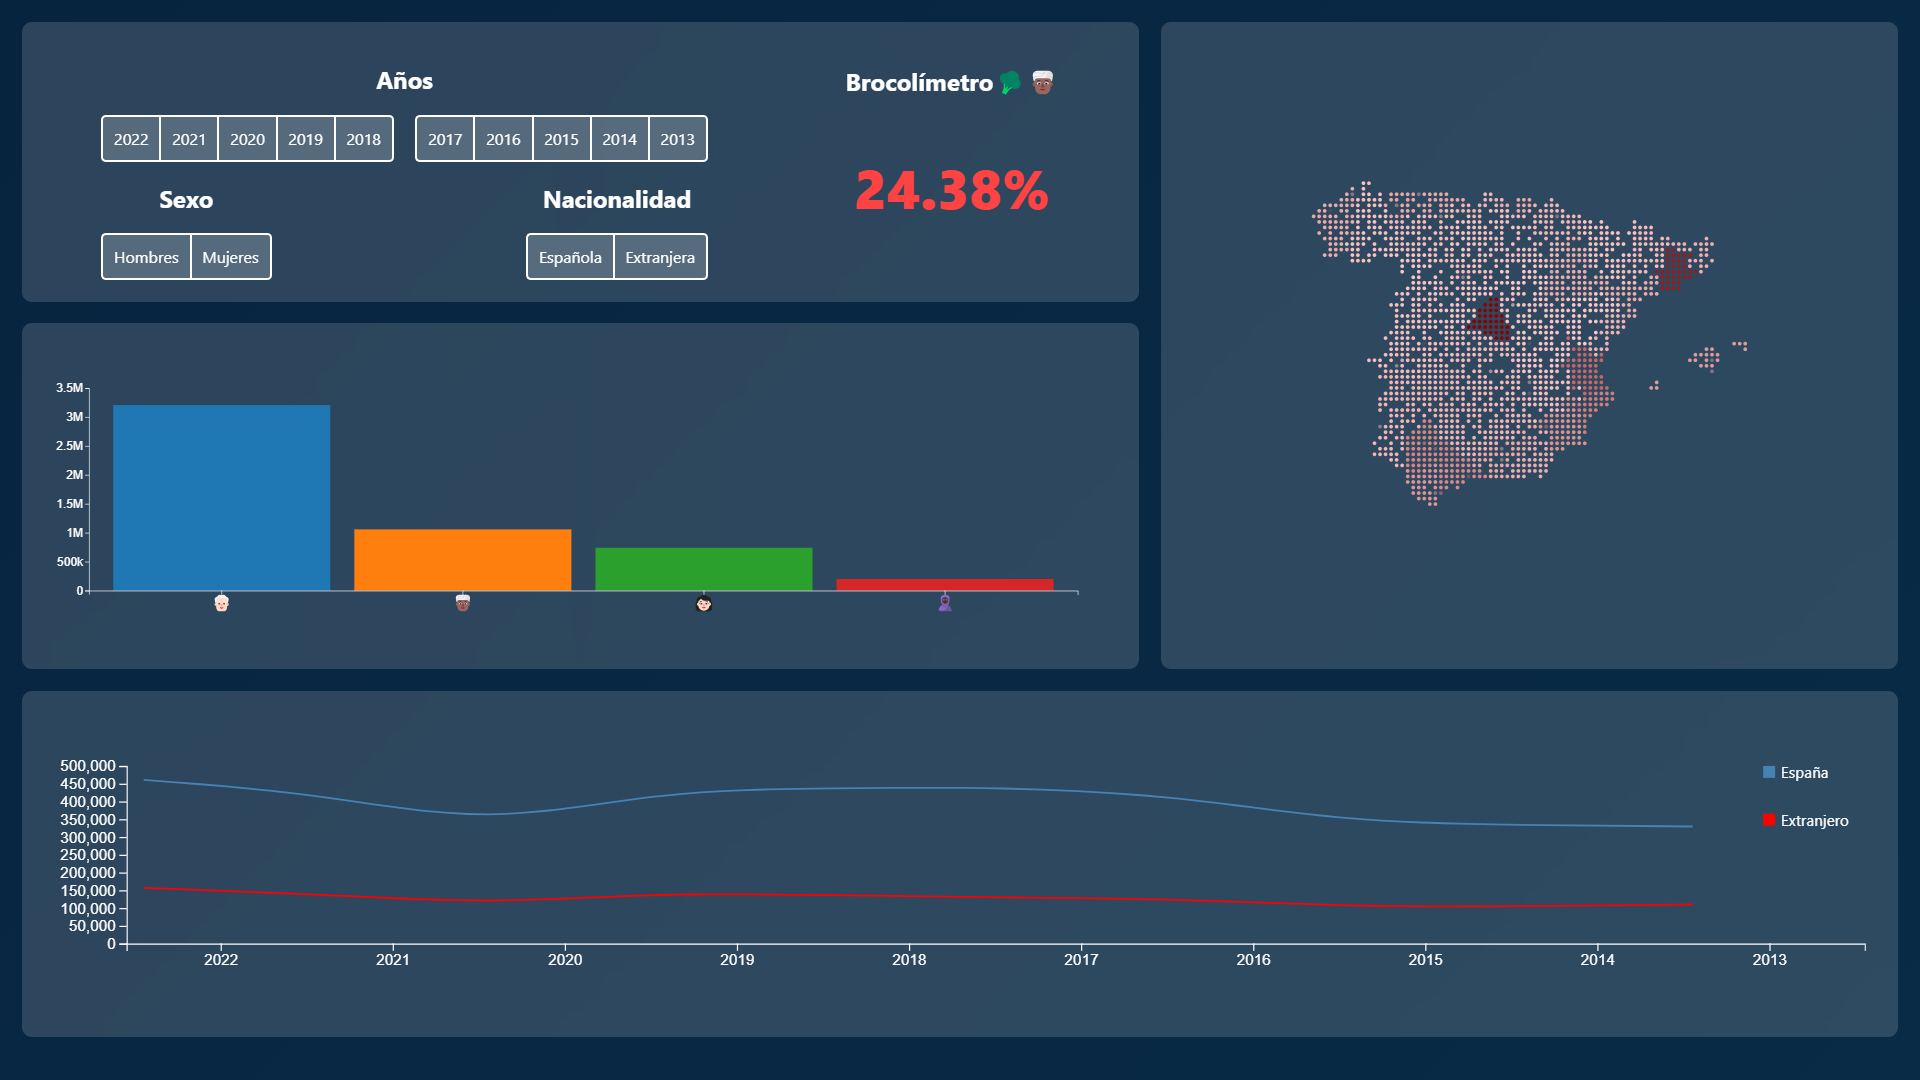 Años
2022 2021 2020 2019 2018 2017 2016 2015 2014 2013
Sexo
Hombres Mujeres
Nacionalidad
Española Extranjera
Brocolímetro 🥦 👳🏾‍♂️
24.38%
3.5M
3M
2.5M
2M
1.5M
1M
500k
0
500,000
450,000
400,000
350,000
300,000
250,000
200,000
150,000
100,000
50,000
0
2022 2021 2020 2019 2018 2017 2016 2015 2014 2013
España
Extranjero